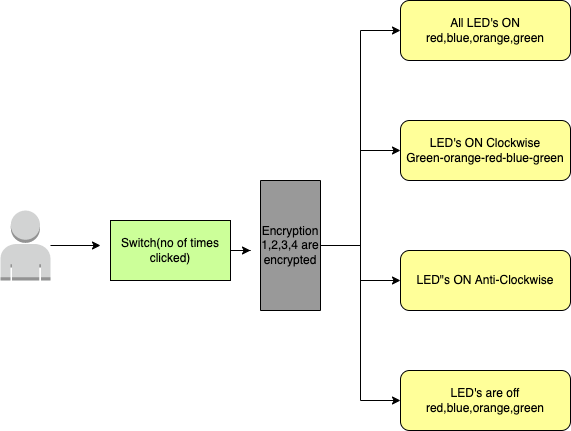 All LED's ON
red,blue,orange,green
LED's ON Clockwise
Green-orange-red-blue-green
Switch(no of times
clicked)
Encryption
1,2,3,4 are
encrypted
LED"s ON Anti-Clockwise
LED's are off
red,blue,orange,green